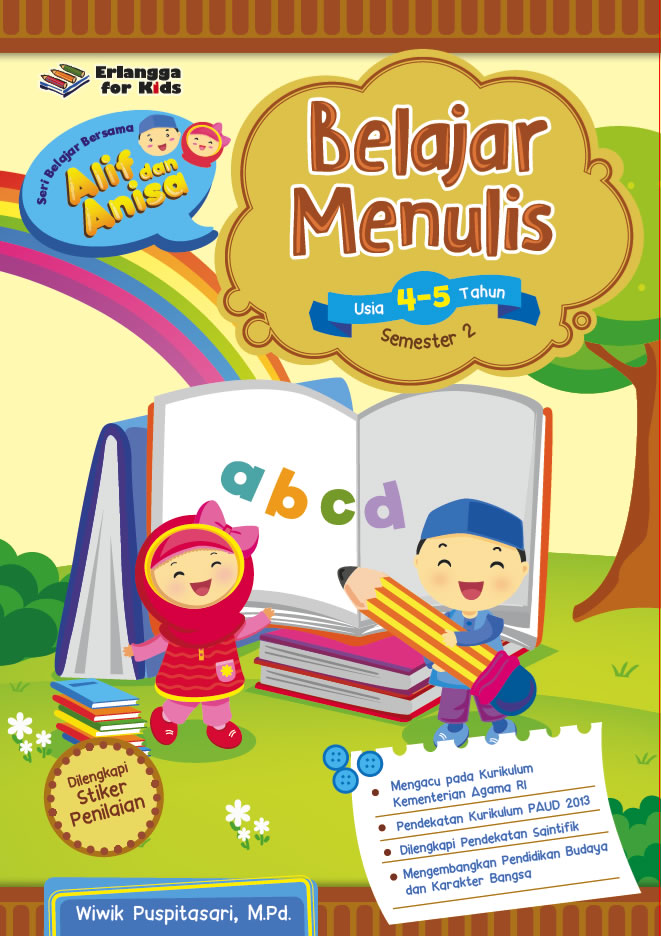 Erlangga
for Kids
Seri Belajar Bersama
Alif dan
Anisa
Belajar
Menulis
Usia 4-5 Tahun
Semester 2
a b c d
Dilengkapi
Stiker
Penilaian
Mengacu pada Kurikulum
Kementerian Agama RI
Pendekatan Kurikulum PAUD 2013
Dilengkapi Pendekatan Saintifik
Mengembangkan Pendidikan Budaya
dan Karakter Bangsa
Wiwik Puspitasari, M.Pd.